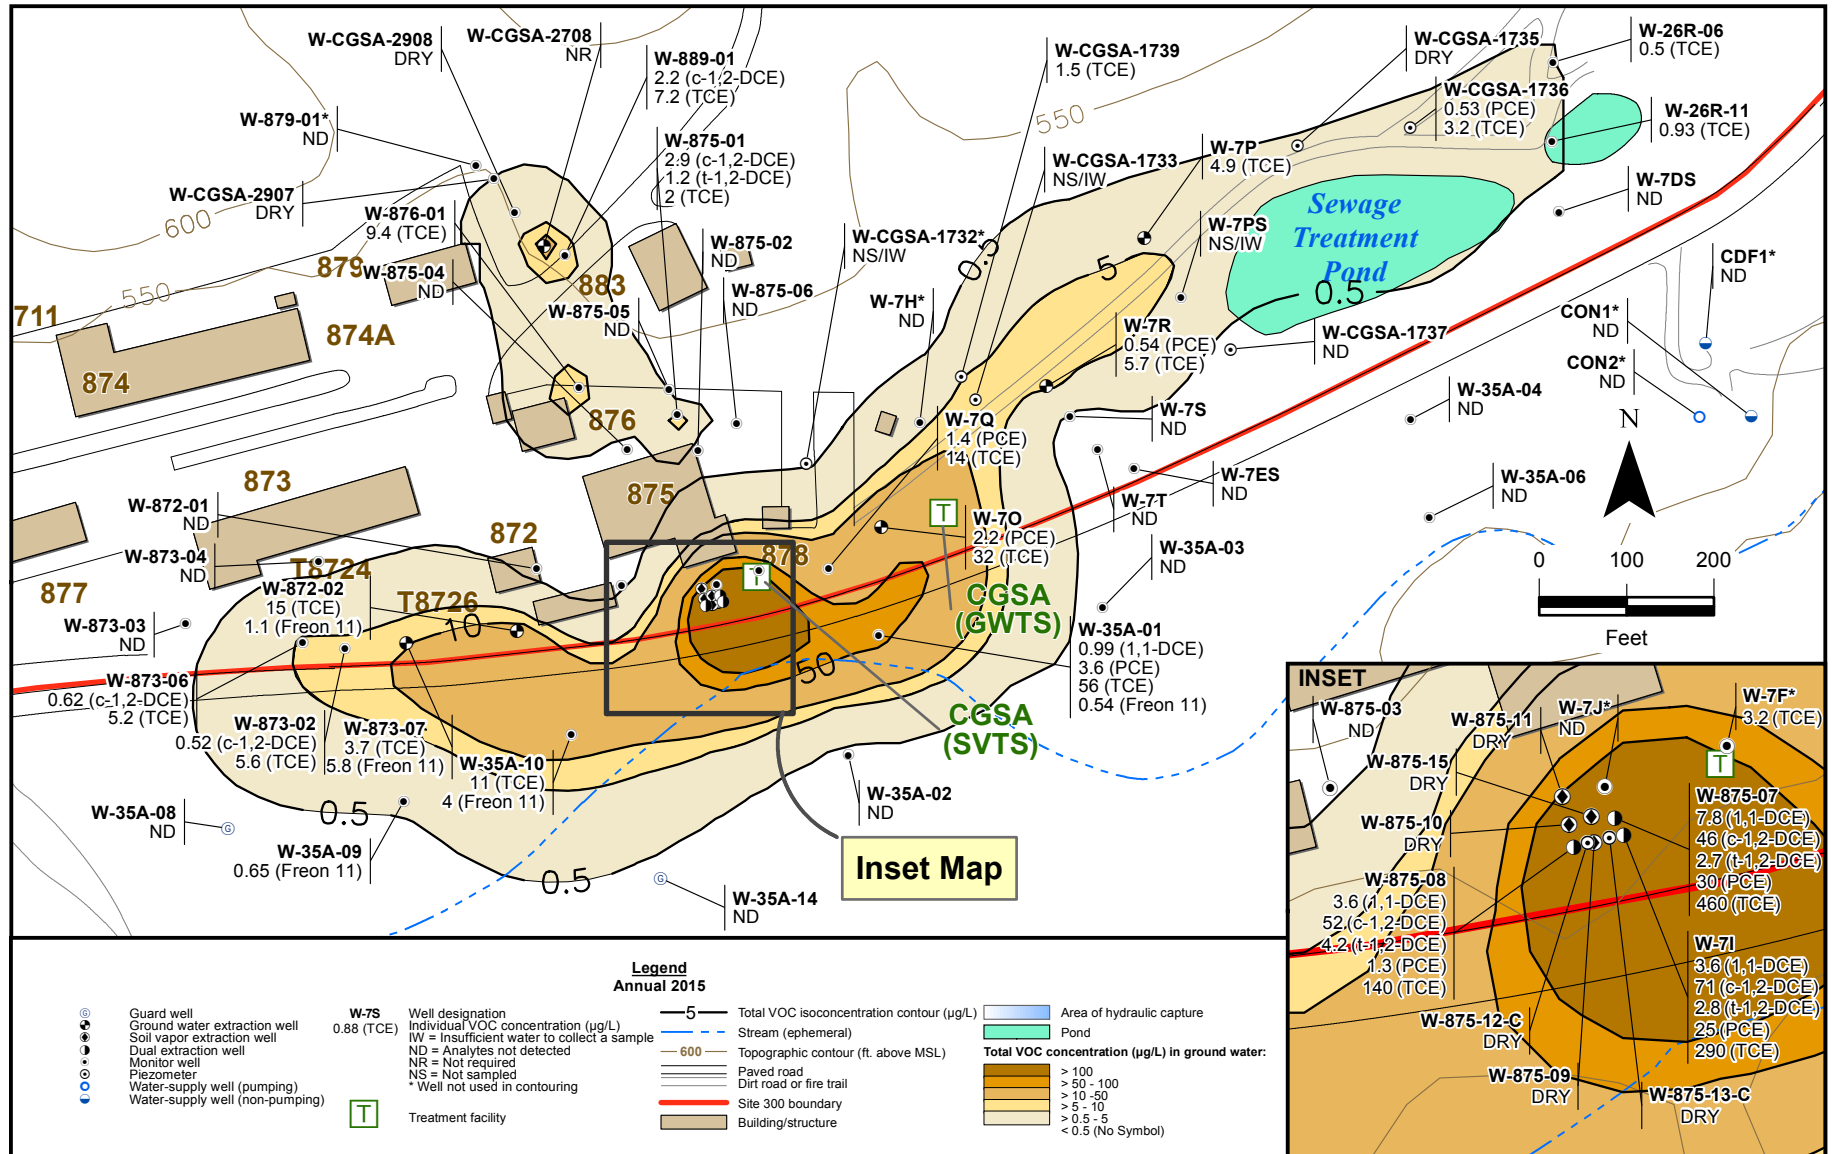 W-CGSA-2908
DRY
W-CGSA-2708
NR
W-889-01
2.2 (c-1,2-DCE)
7.2 (TCE)
W-CGSA-1739
1.5 (TCE)
W-CGSA-1735
DRY
W-26R-06
0.5 (TCE)
W-CGSA-1736
0.53 (PCE)
3.2 (TCE)
W-26R-11
0.93 (TCE)
W-879-01*
ND
W-875-01
2.9 (c-1,2-DCE)
1.2 (t-1,2-DCE)
2 (TCE)
550
W-CGSA-1733
NS/IW
W-7P
4.9 (TCE)
W-7DS
ND
W-CGSA-2907
DRY
600
W-876-01
9.4 (TCE)
W-875-02
ND
W-CGSA-1732*
NS/IW
W-7PS
NS/IW
Sewage
Treatment
Pond
CDF1*
ND
879
W-875-04
ND
883
550
0.5
5
0.5
711
874A
W-875-05
ND
W-875-06
ND
W-7H*
ND
W-7R
0.54 (PCE)
5.7 (TCE)
W-CGSA-1737
ND
CON1*
ND
CON2*
ND
874
876
W-7Q
1.4 (PCE)
14 (TCE)
W-7S
ND
W-35A-04
ND
N
873
875
W-872-01
ND
W-7T
ND
W-7ES
ND
W-35A-06
ND
872
878
T
W-7O
2.2 (PCE)
32 (TCE)
W-873-04
ND
T8724
877
W-872-02
15 (TCE)
1.1 (Freon 11)
T8726
10
T
CGSA
(GWTS)
W-35A-03
ND
0 100 200
Feet
W-873-03
ND
50
W-35A-01
0.99 (1,1-DCE)
3.6 (PCE)
56 (TCE)
0.54 (Freon 11)
W-873-06
0.62 (c-1,2-DCE)
5.2 (TCE)
W-873-02
0.52 (c-1,2-DCE)
5.6 (TCE)
W-873-07
3.7 (TCE)
5.8 (Freon 11)
W-35A-10
11 (TCE)
4 (Freon 11)
CGSA
(SVTS)
W-35A-02
ND
W-35A-08
ND
G
0.5
W-35A-09
0.65 (Freon 11)
0.5
G
W-35A-14
ND
Inset Map
INSET
W-875-03
ND
W-875-11
DRY
W-7J*
ND
W-7F*
3.2 (TCE)
W-875-15
DRY
T
W-875-10
DRY
W-875-07
7.8 (1,1-DCE)
46 (c-1,2-DCE)
2.7 (t-1,2-DCE)
30 (PCE)
460 (TCE)
W-875-08
3.6 (1,1-DCE)
52 (c-1,2-DCE)
4.2 (t-1,2-DCE)
1.3 (PCE)
140 (TCE)
W-7I
3.6 (1,1-DCE)
71 (c-1,2-DCE)
2.8 (t-1,2-DCE)
25 (PCE)
290 (TCE)
W-875-12-C
DRY
W-875-09
DRY
W-875-13-C
DRY
Legend
Annual 2015
G Guard well
Ground water extraction well
Soil vapor extraction well
Dual extraction well
Monitor well
Piezometer
Water-supply well (pumping)
Water-supply well (non-pumping)
W-7S Well designation
0.88 (TCE) Individual VOC concentration (µg/L)
IW = Insufficient water to collect a sample
ND = Analytes not detected
NR = Not required
NS = Not sampled
* Well not used in contouring
T Treatment facility
5 Total VOC isoconcentration contour (µg/L)
Stream (ephemeral)
600 Topographic contour (ft. above MSL)
Paved road
Dirt road or fire trail
Site 300 boundary
Building/structure
Area of hydraulic capture
Pond
Total VOC concentration (µg/L) in ground water:
> 100
> 50 - 100
> 10 -50
> 5 - 10
> 0.5 - 5
< 0.5 (No Symbol)